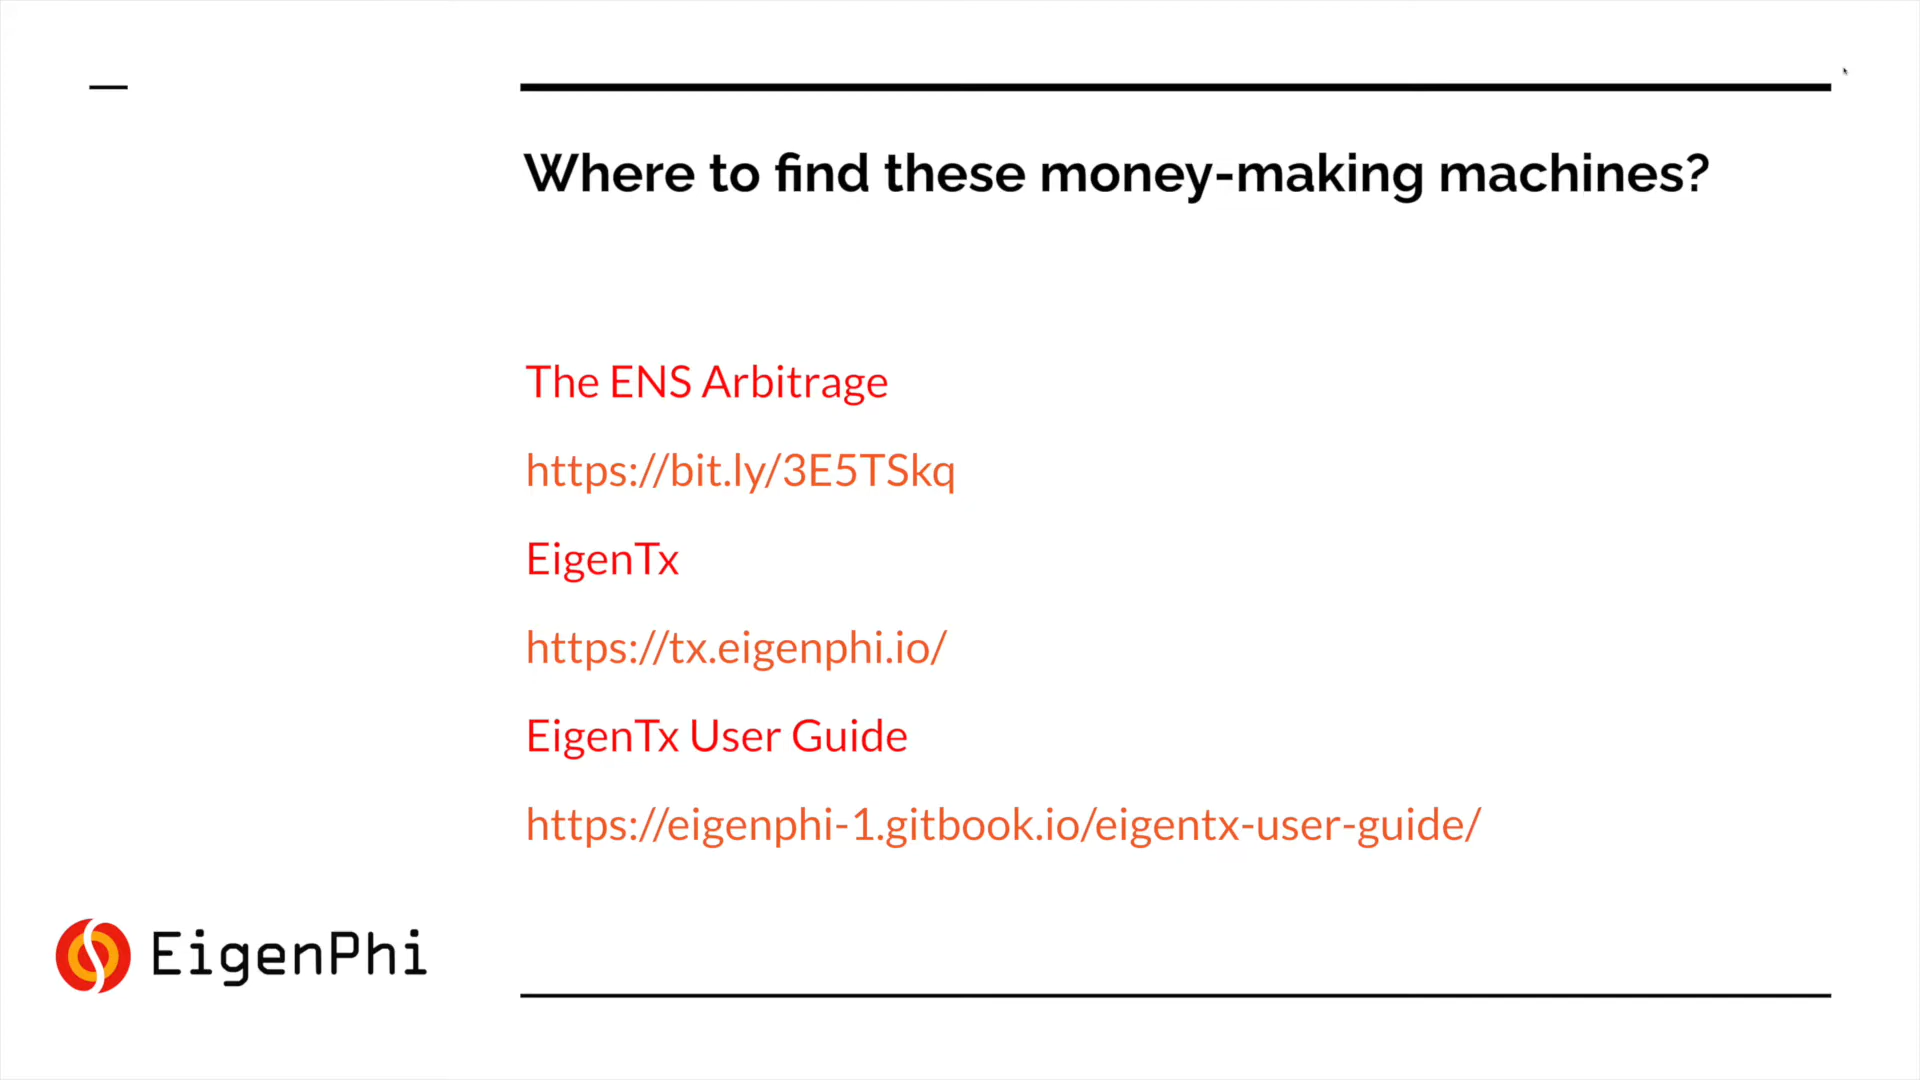 Where to find these money-making machines?
The ENS Arbitrage
https://bit.ly/3E5TSkq
EigenTx
https://tx.eigenphi.io/
EigenTx User Guide
https://eigenphi-1.gitbook.io/eigentx-user-guide/
EigenPhi